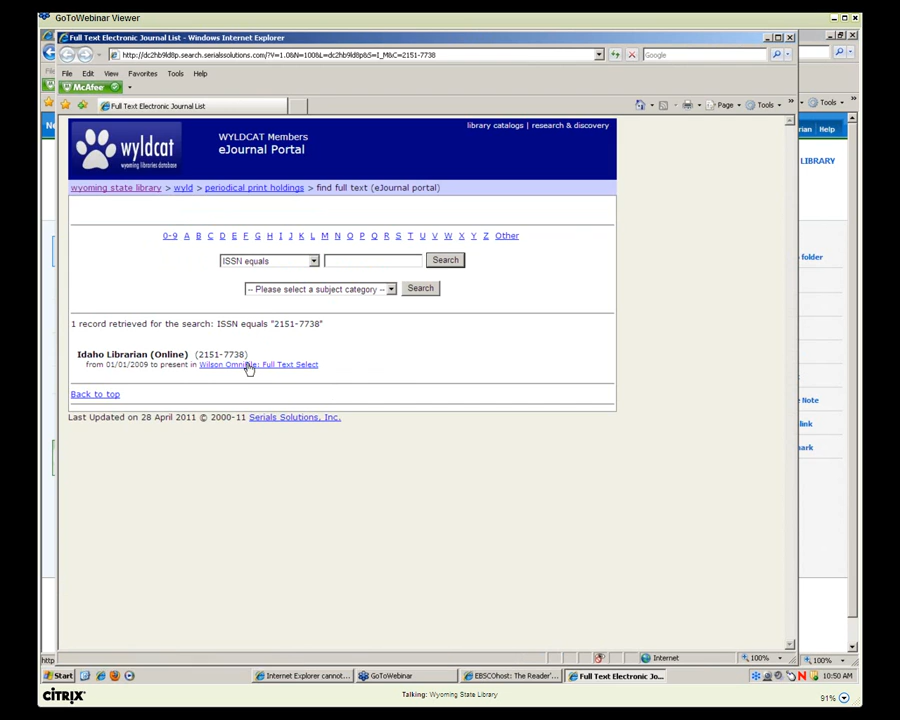 GoToWebinar Viewer
Full Text Electronic Journal List - Windows Internet Explorer
Google
File Edit View Favorites Tools Help
McAfee
Full Text Electronic Journal List
Page Tools
Tools
wyldcat
wyoming libraries database
WYLDCAT Members
eJournal Portal
library catalogs | research & discovery
Help
LIBRARY
wyoming state library > wyld > periodical print holdings > find full text (eJournal portal)
0-9 A B C D E F G H I J K L M N O P Q R S T U V W X Y Z Other
ISSN equals Search
-- Please select a subject category -- Search
folder
1 record retrieved for the search: ISSN equals "2151-7738"
Idaho Librarian (Online) (2151-7738)
from 01/01/2009 to present in Wilson Full Text Select
Back to top
Note
Last Updated on 28 April 2011 © 2000-11 Serials Solutions, Inc.
link
Internet 100%
http 100%
Start Internet Explorer cannot... GoToWebinar EBSCOhost: The Reader'... Full Text Electronic Jo... 10:50 AM
CITRIX Talking: Wyoming State Library 91%